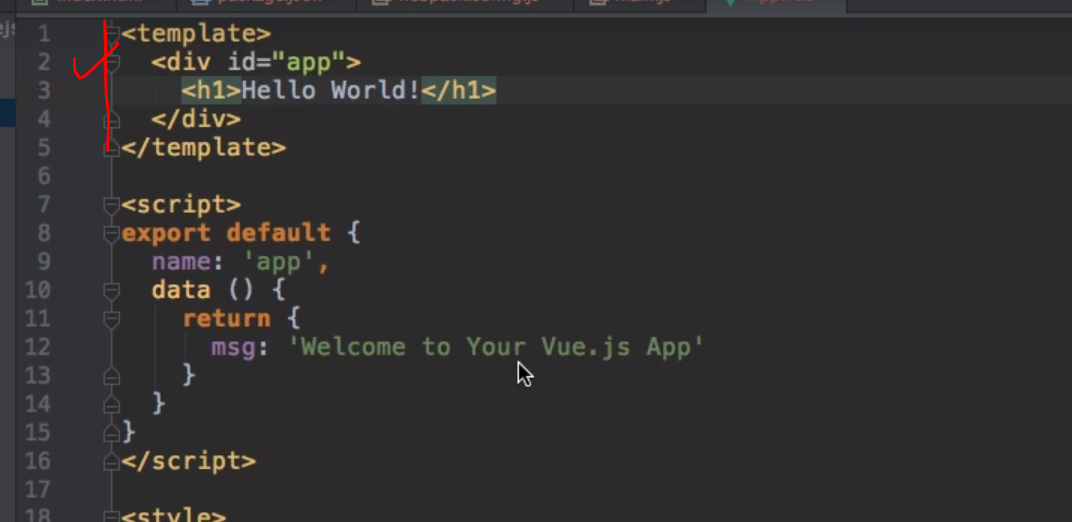 1 <template>
2 <div id="app">
3 <h1>Hello World!</h1>
4 </div>
5 </template>
6
7 <script>
8 export default {
9 name: 'app',
10 data () {
11 return {
12 msg: 'Welcome to Your Vue.js App'
13 }
14 }
15 }
16 </script>
17
18 <style>